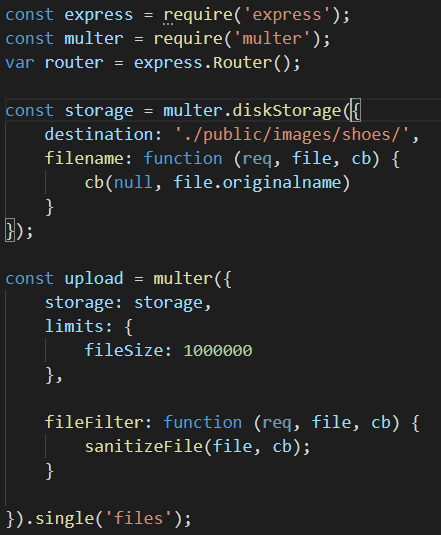 const express = require('express');
const multer = require('multer');
var router = express.Router();
const storage = multer.diskStorage({
    destination: './public/images/shoes/',
    filename: function (req, file, cb) {
        cb(null, file.originalname)
    }
});
const upload = multer({
    storage: storage,
    limits: {
        fileSize: 1000000
    },
    fileFilter: function (req, file, cb) {
        sanitizeFile(file, cb);
    }
}).single('files');